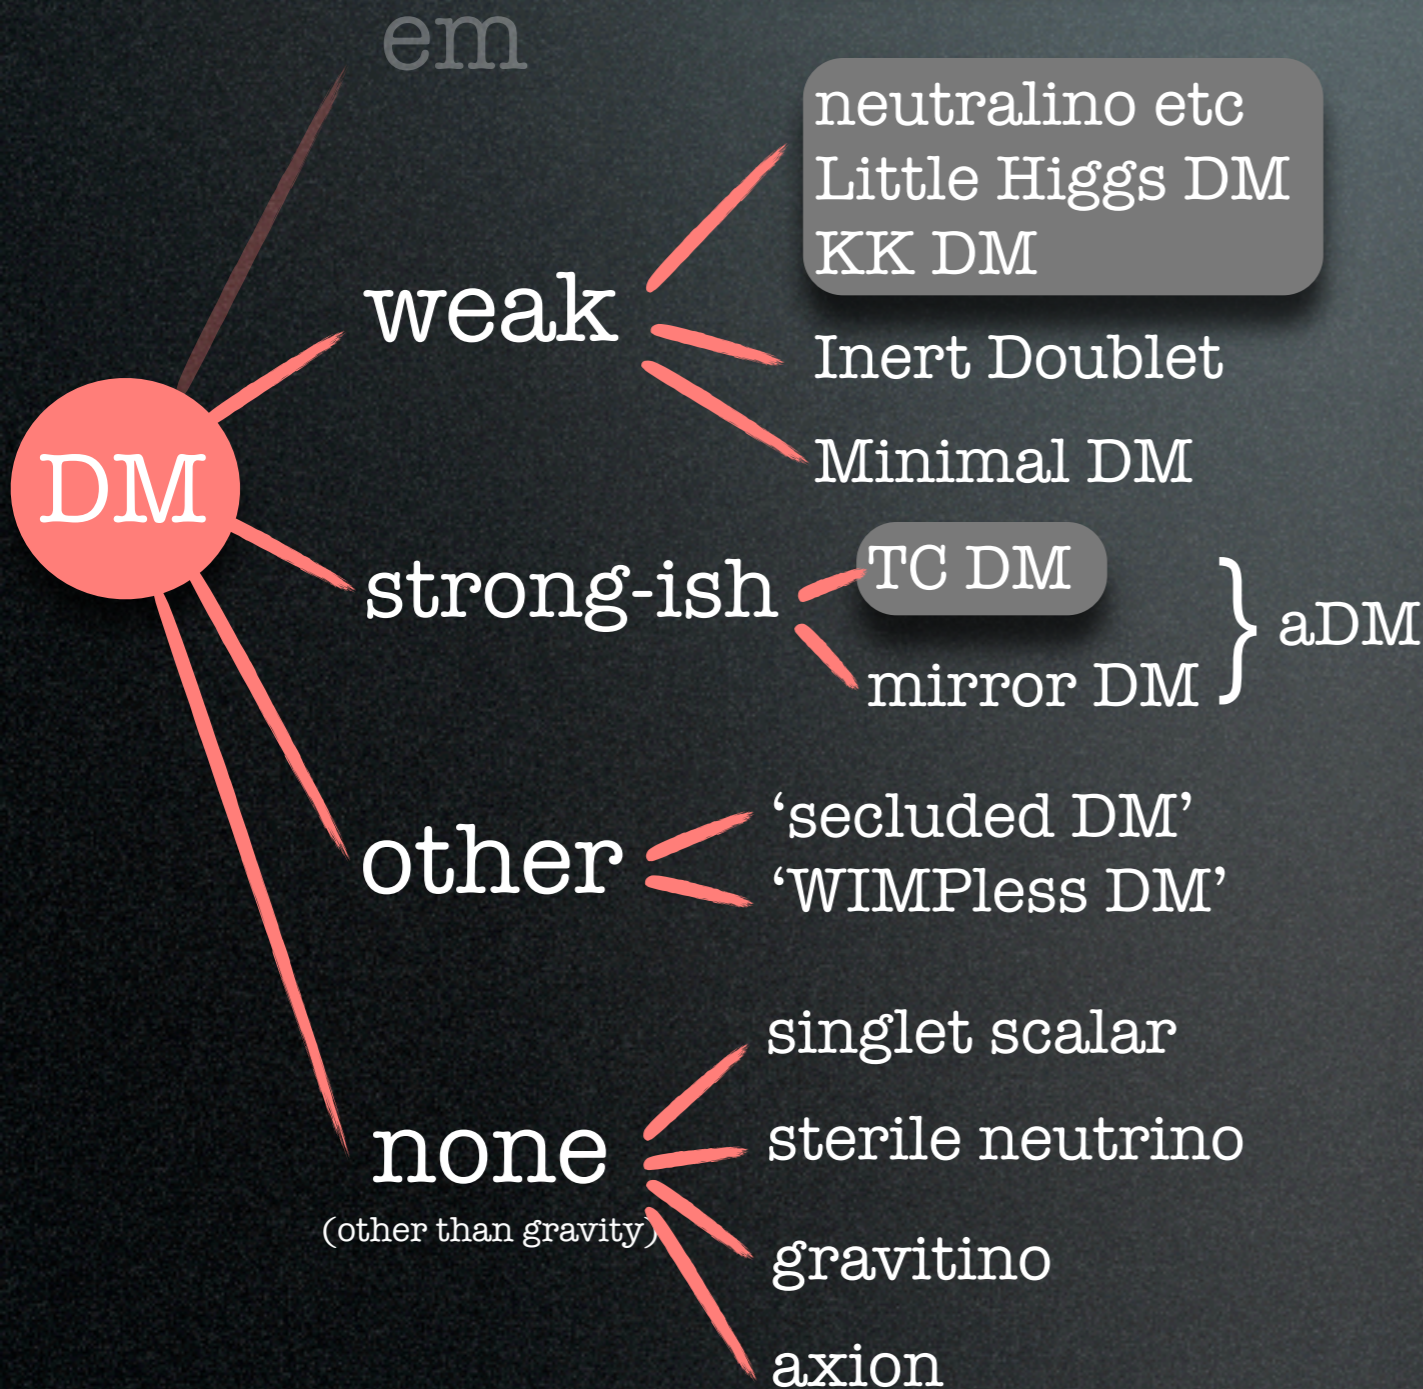 em
neutralino etc
Little Higgs DM
KK DM
weak
Inert Doublet
Minimal DM
DM
strong-ish
TC DM
mirror DM
} aDM
other
‘secluded DM’
‘WIMPless DM’
singlet scalar
none
sterile neutrino
(other than gravity)
gravitino
axion